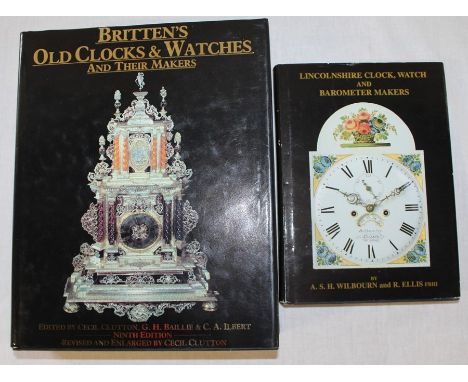 BRITTEN'S
OLD CLOCKS & WATCHES
AND THEIR MAKERS
EDITED BY CECIL CLUTTON, G. H. BAILLIE & C. A. ILBERT
NINTH EDITION
REVISED AND ENLARGED BY CECIL CLUTTON
LINCOLNSHIRE CLOCK, WATCH
AND
BAROMETER MAKERS
BY
A. S. H. WILBOURN and R. ELLIS FBHI